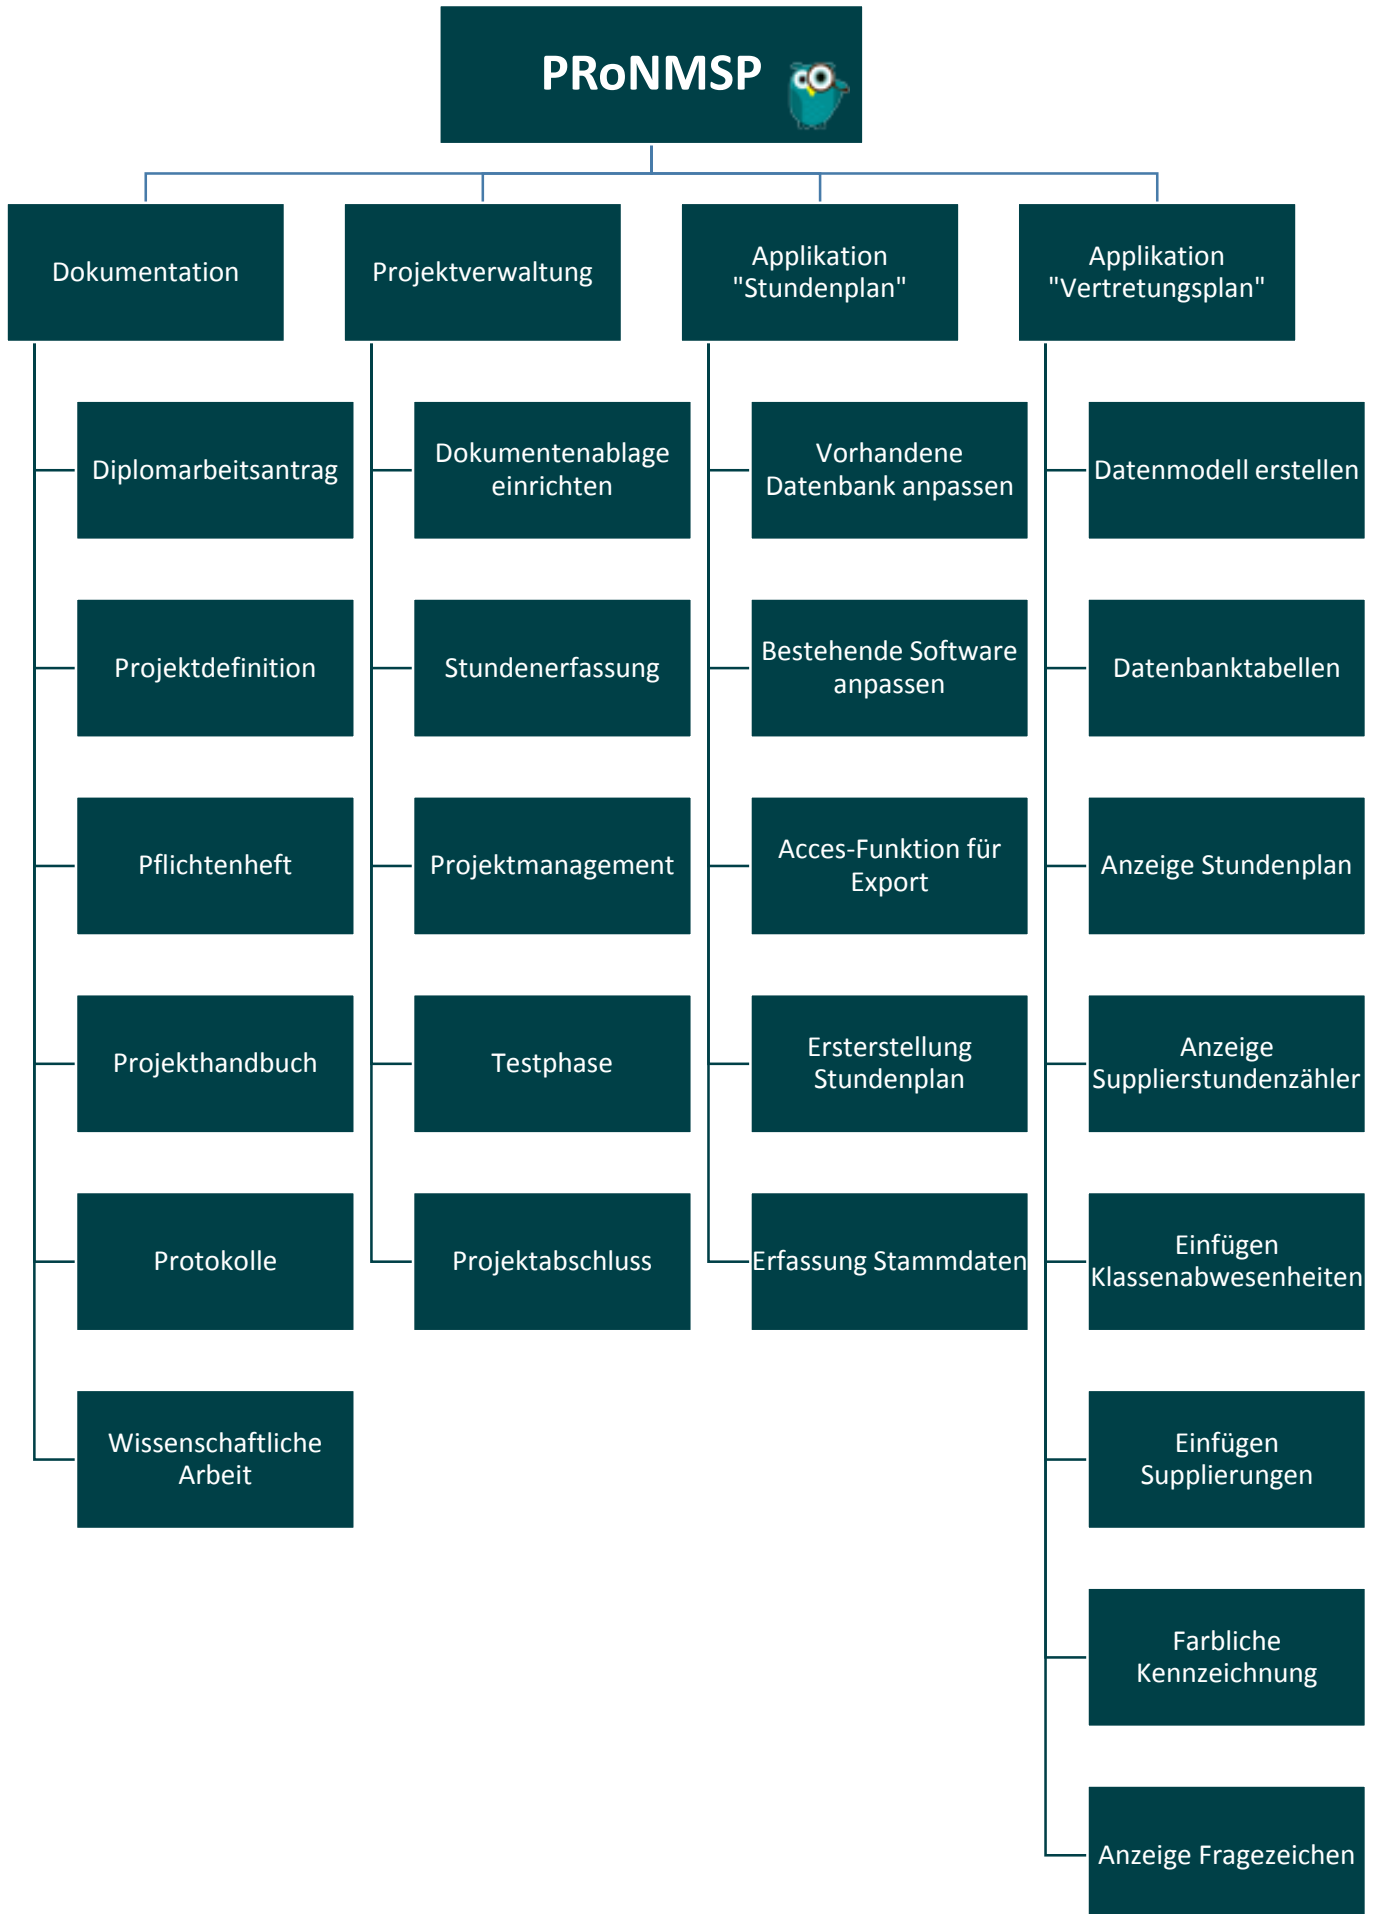 PRoNMSP
Dokumentation
Projektverwaltung
Applikation
"Stundenplan"
Applikation
"Vertretungsplan"
Diplomarbeitsantrag
Projektdefinition
Pflichtenheft
Projekthandbuch
Protokolle
Wissenschaftliche
Arbeit
Dokumentenablage
einrichten
Stundenerfassung
Projektmanagement
Testphase
Projektabschluss
Vorhandene
Datenbank anpassen
Bestehende Software
anpassen
Acces-Funktion für
Export
Ersterstellung
Stundenplan
Erfassung Stammdaten
Datenmodell erstellen
Datenbanktabellen
Anzeige Stundenplan
Anzeige
Supplierstundenzähler
Einfügen
Klassenabwesenheiten
Einfügen
Supplierungen
Farbliche
Kennzeichnung
Anzeige Fragezeichen